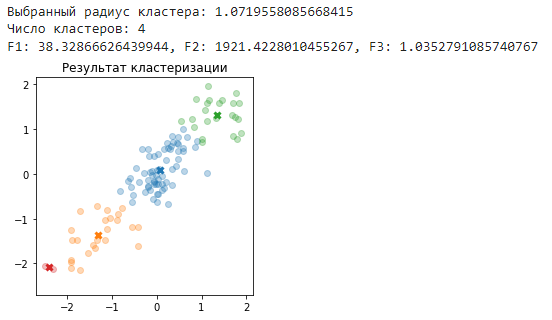 Выбранный радиус кластера: 1.0719558085668415
Число кластеров: 4
F1: 38.32866626439944, F2: 1921.4228010455267, F3: 1.0352791085740767
Результат кластеризации
2
1
0
−1
−2
−2 −1 0 1 2